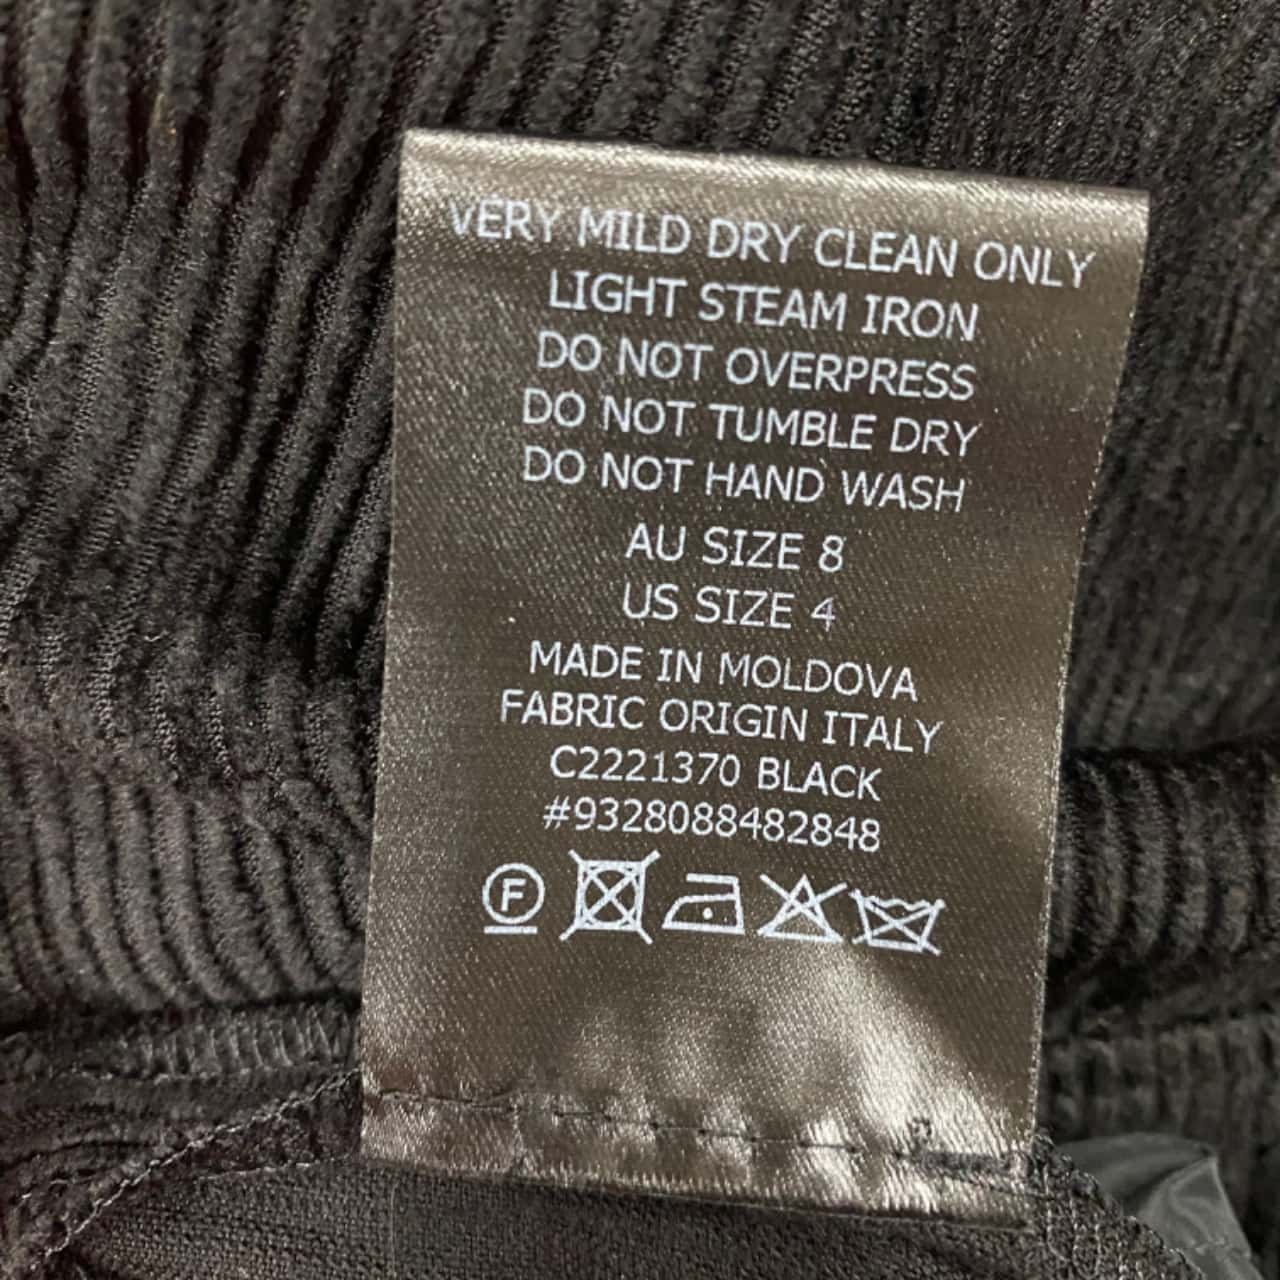 VERY MILD DRY CLEAN ONLY
LIGHT STEAM IRON
DO NOT OVERPRESS
DO NOT TUMBLE DRY
DO NOT HAND WASH
AU SIZE 8
US SIZE 4
MADE IN MOLDOVA
FABRIC ORIGIN ITALY
C2221370 BLACK
#9328088482848
F